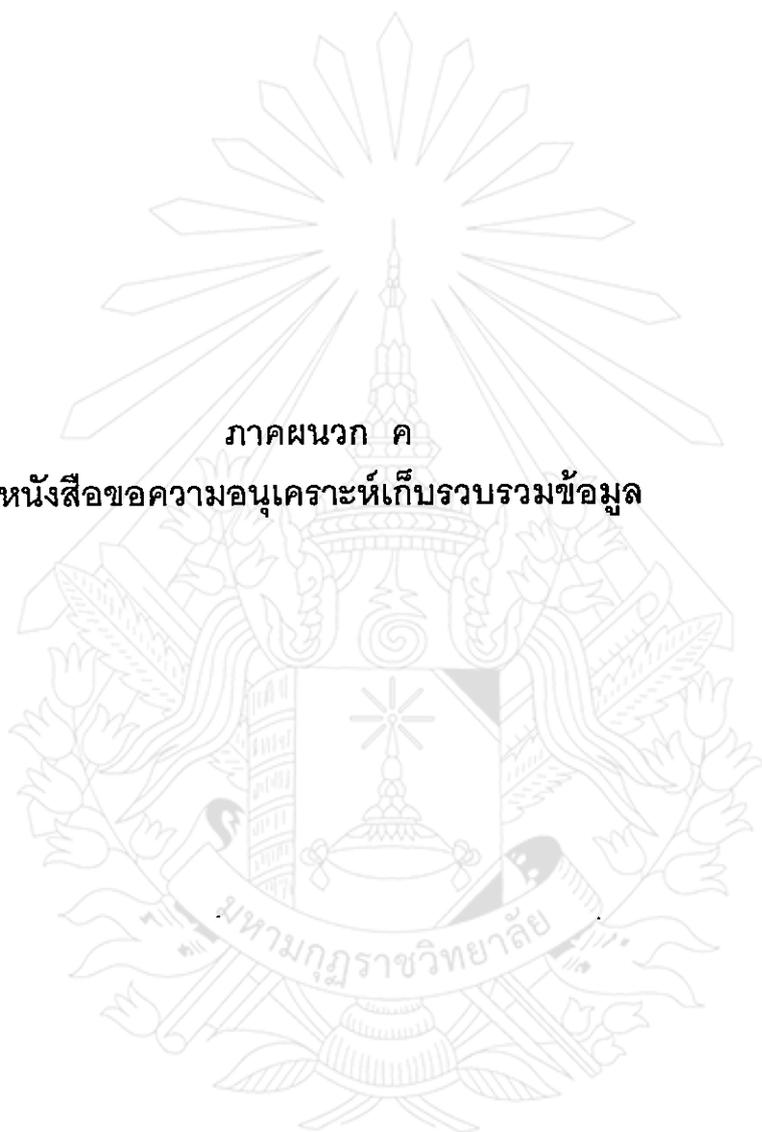 ภาคผนวก ค
หนังสือขอความอนุเคราะห์เก็บรวบรวมข้อมูล
มหามกุฏราชวิทยาลัย